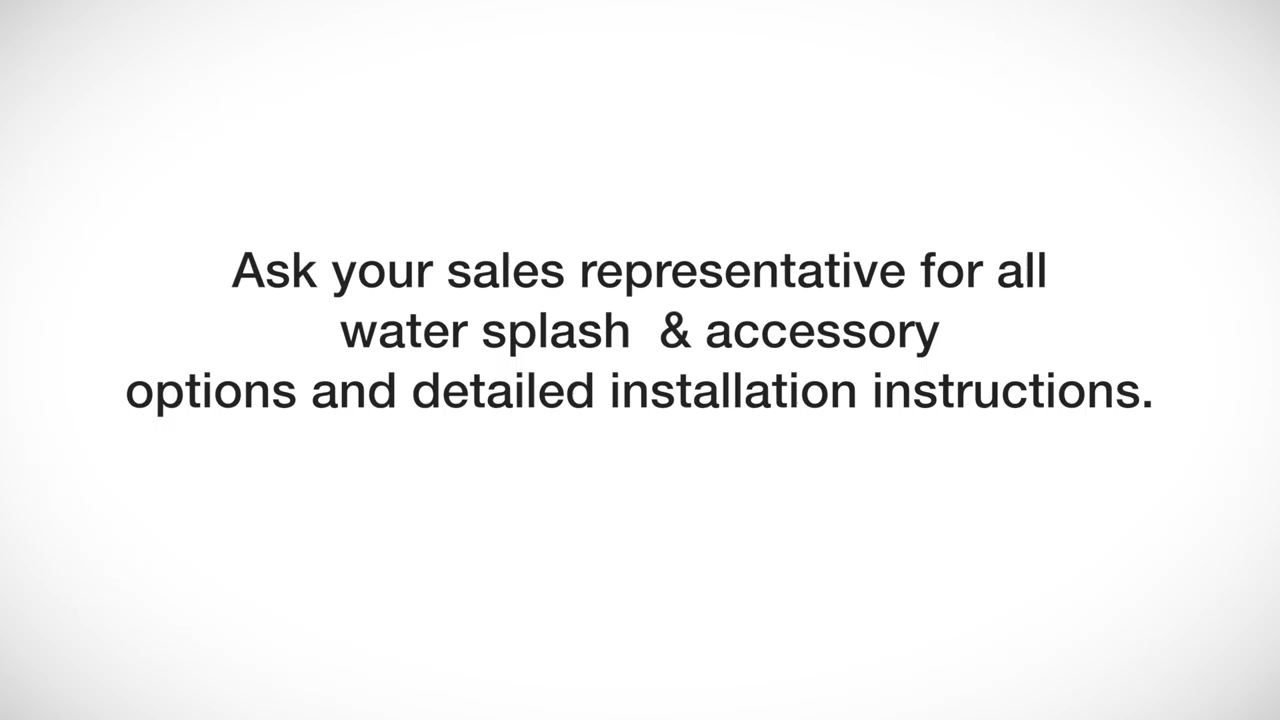 Ask your sales representative for all
water splash  & accessory
options and detailed installation instructions.